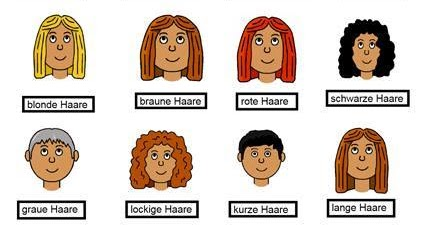 blonde Haare
braune Haare
rote Haare
schwarze Haare
graue Haare
lockige Haare
kurze Haare
lange Haare